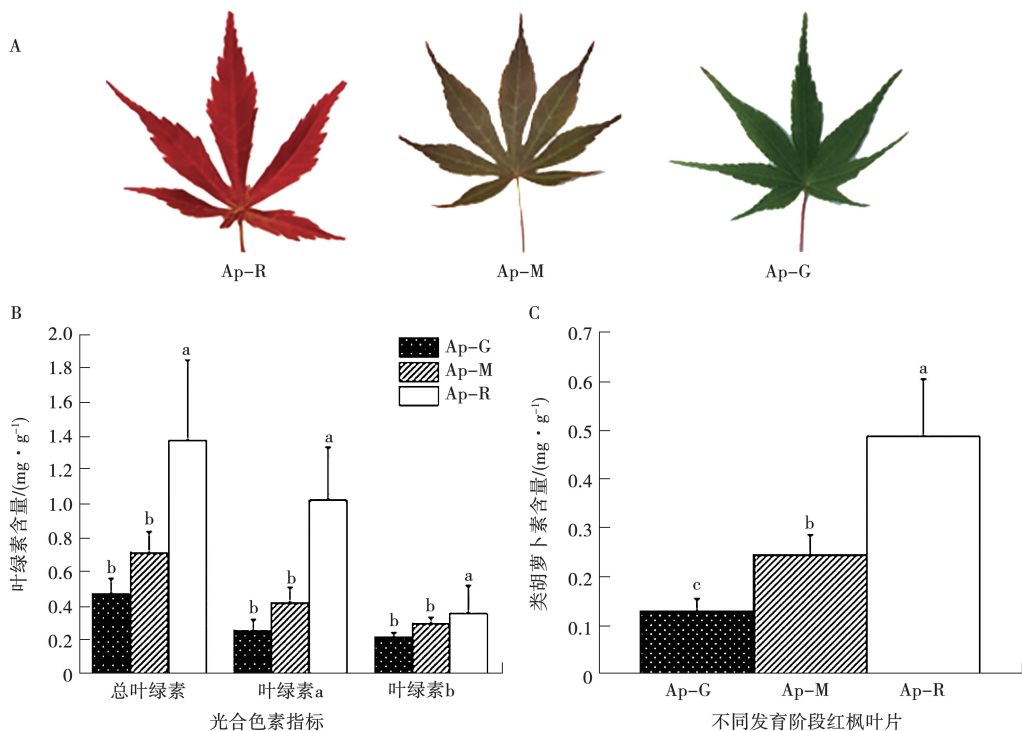 A
Ap-R
Ap-M
Ap-G
B
叶绿素含量/(mg·g⁻¹)
2.0
1.8
1.6
1.4
1.2
1.0
0.8
0.6
0.4
0.2
0
Ap-G
Ap-M
Ap-R
b
b
a
b
b
a
b
b
a
总叶绿素
叶绿素a
叶绿素b
光合色素指标
C
类胡萝卜素含量/(mg·g⁻¹)
0.7
0.6
0.5
0.4
0.3
0.2
0.1
0
c
b
a
Ap-G
Ap-M
Ap-R
不同发育阶段红枫叶片